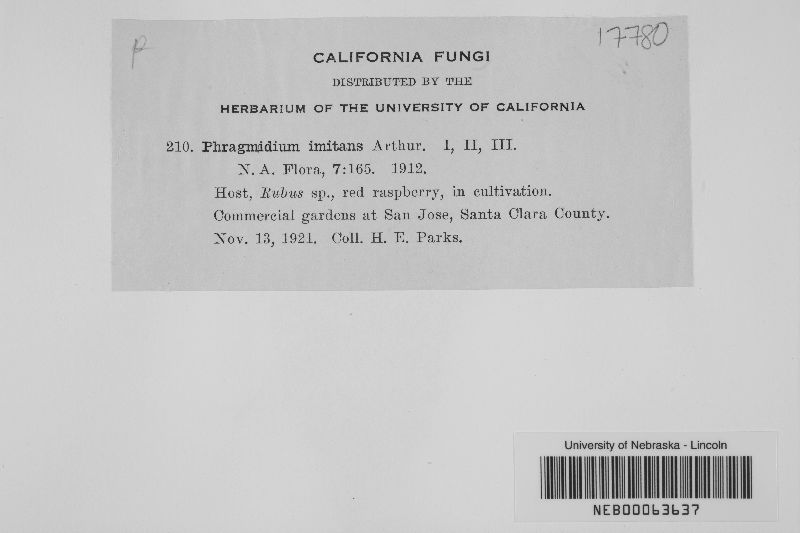 p
17780
CALIFORNIA FUNGI
DISTRIBUTED BY THE
HERBARIUM OF THE UNIVERSITY OF CALIFORNIA
210. Phragmidium imitans Arthur. I, II, III.
N. A. Flora, 7:165. 1912.
Host, Rubus sp., red raspberry, in cultivation.
Commercial gardens at San Jose, Santa Clara County.
Nov. 13, 1921. Coll. H. E. Parks.
University of Nebraska - Lincoln
NEB00063637